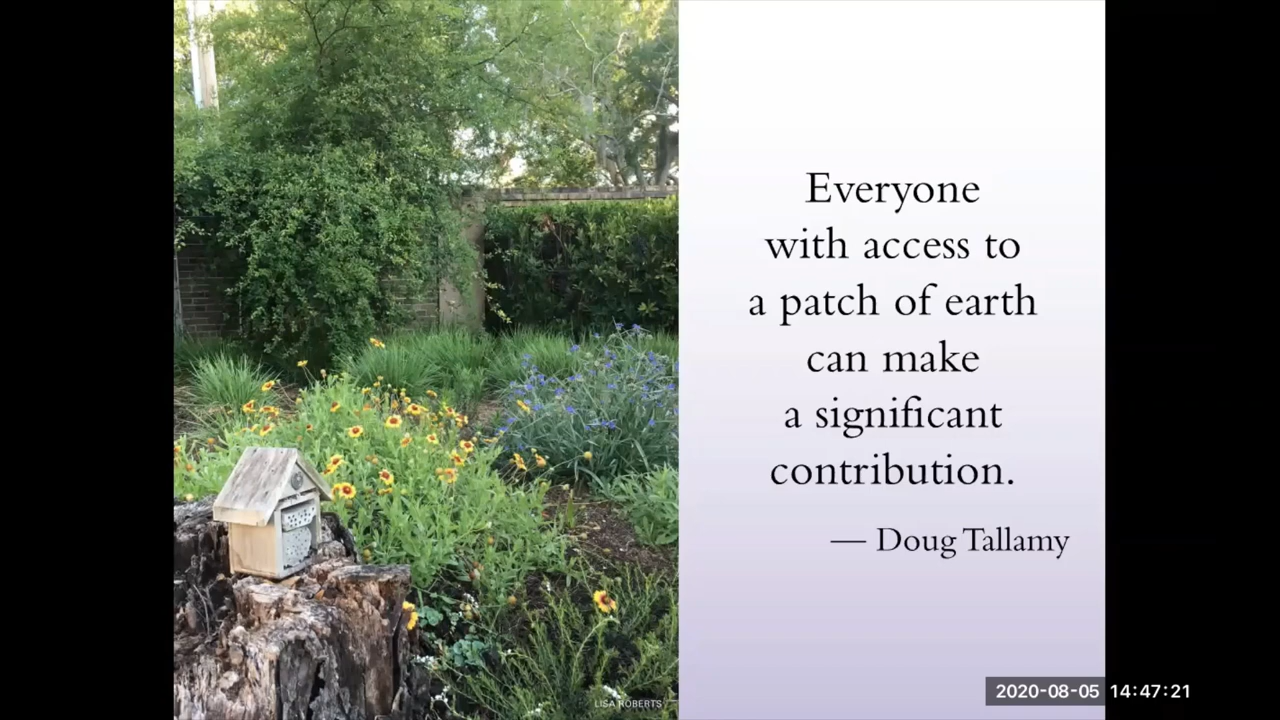 Everyone
with access to
a patch of earth
can make
a significant
contribution.
— Doug Tallamy
LISA ROBERTS
2020-08-05 14:47:21